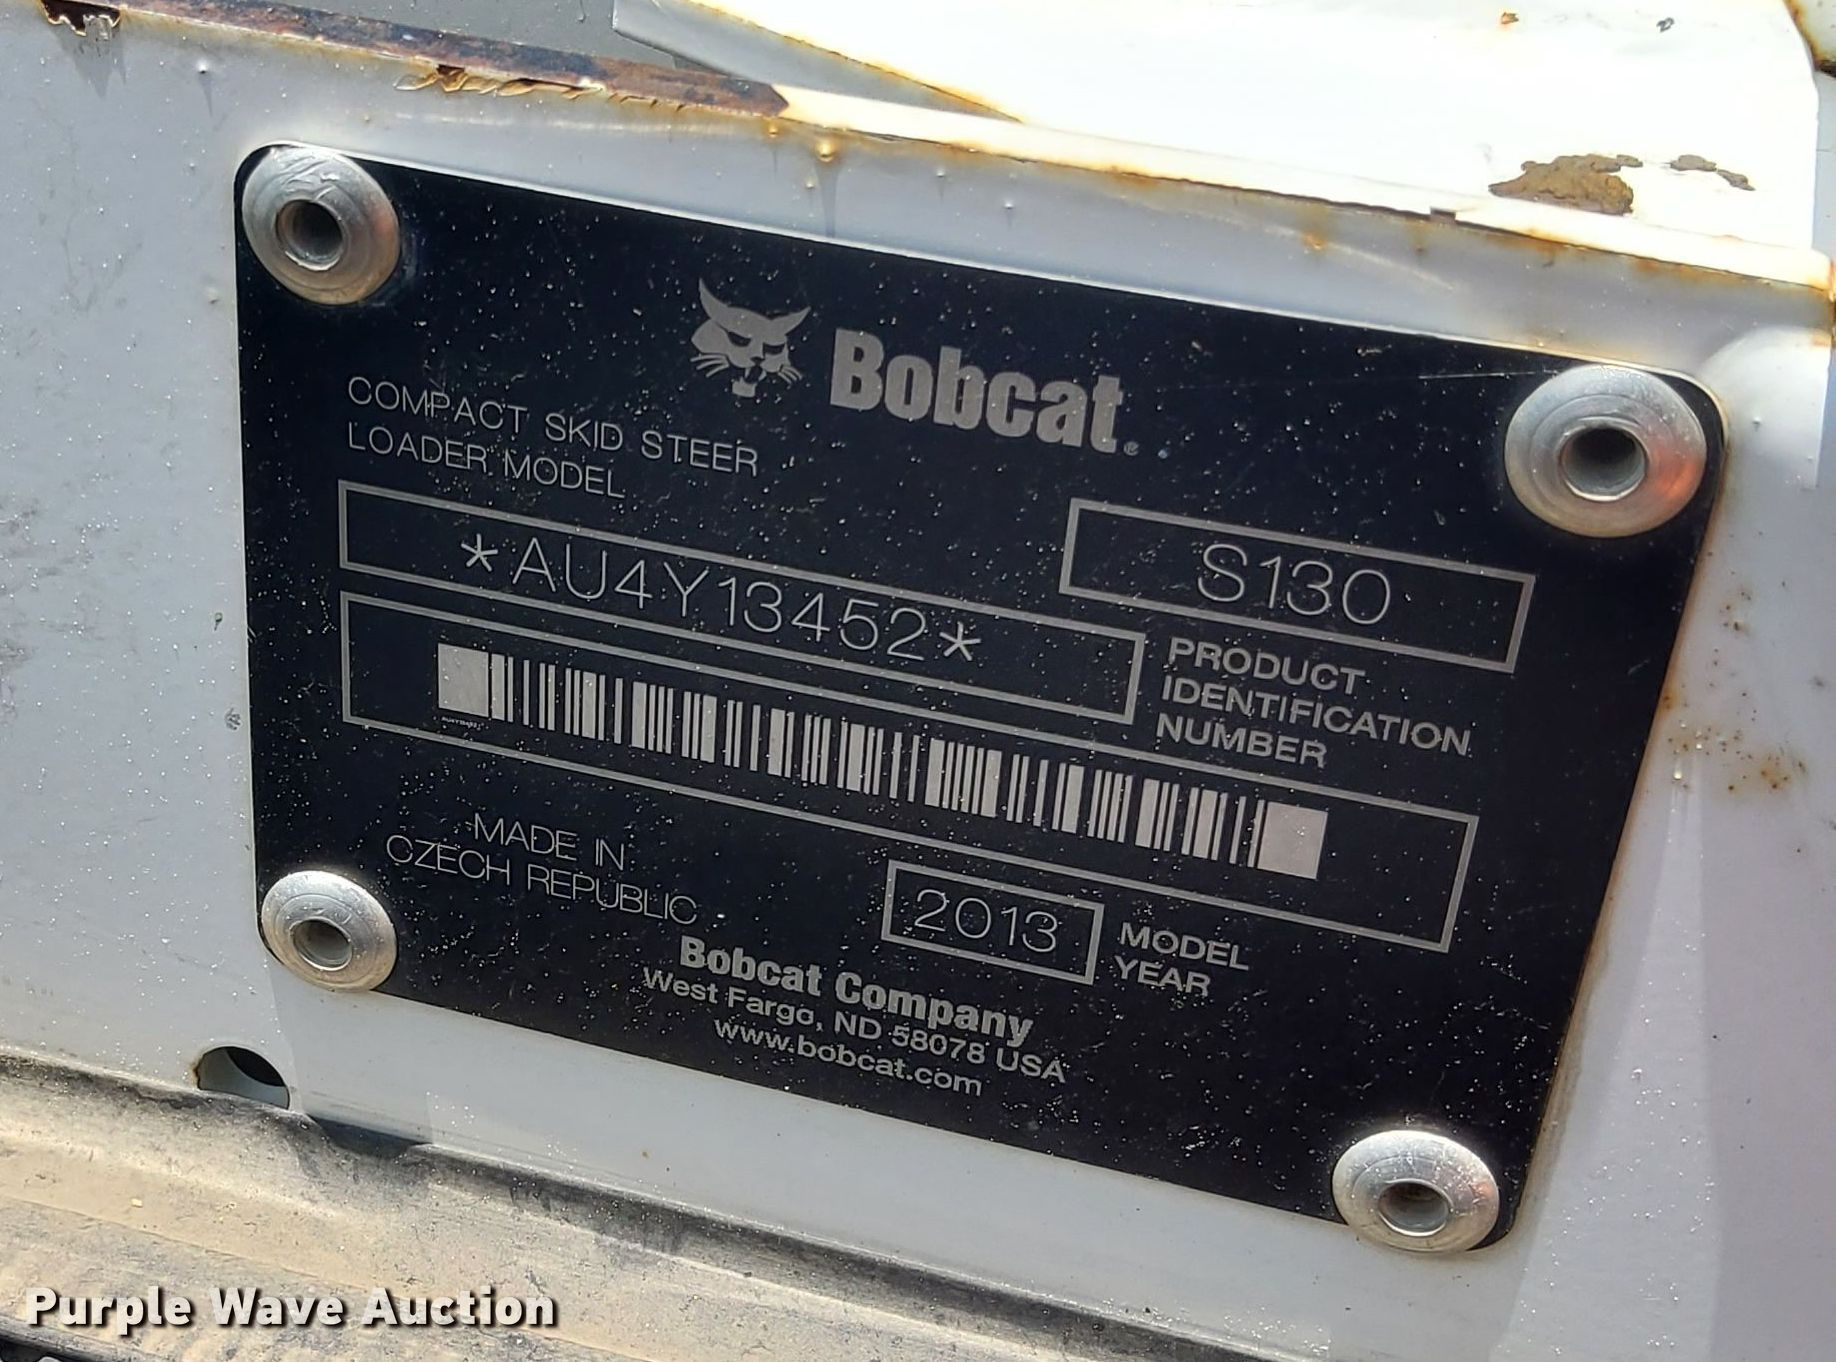 Bobcat®
COMPACT SKID STEER
LOADER MODEL
S130
*AU4Y13452*
PRODUCT
IDENTIFICATION
NUMBER
AU4Y13452
MADE IN
CZECH REPUBLIC
2013
MODEL
YEAR
Bobcat Company
West Fargo, ND 58078 USA
www.bobcat.com
Purple Wave Auction